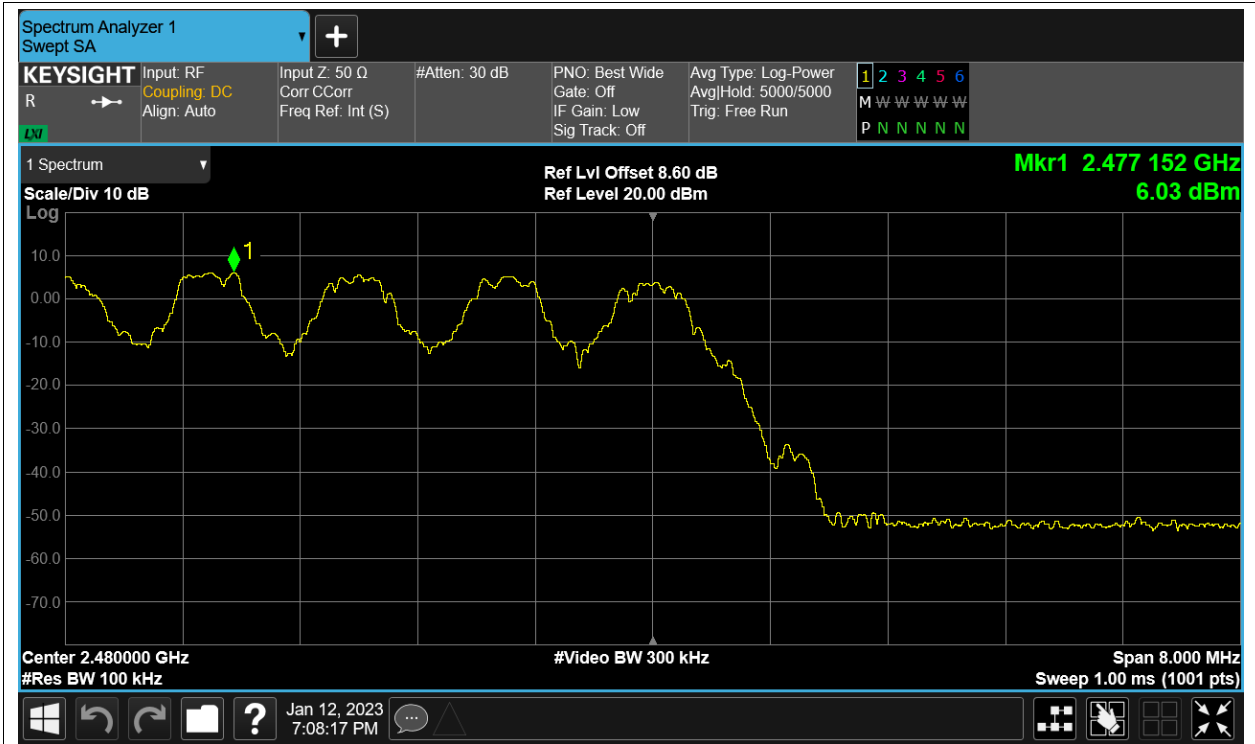 Spectrum Analyzer 1
Swept SA
KEYSIGHT
R
LXI
Input: RF
Coupling: DC
Align: Auto
Input Z: 50 Ω
Corr CCorr
Freq Ref: Int (S)
#Atten: 30 dB
PNO: Best Wide
Gate: Off
IF Gain: Low
Sig Track: Off
Avg Type: Log-Power
Avg|Hold: 5000/5000
Trig: Free Run
1 2 3 4 5 6
M W W W W W
P N N N N N
1 Spectrum
Scale/Div 10 dB
Log
Ref Lvl Offset 8.60 dB
Ref Level 20.00 dBm
Mkr1 2.477 152 GHz
6.03 dBm
1
10.0
0.00
-10.0
-20.0
-30.0
-40.0
-50.0
-60.0
-70.0
Center 2.480000 GHz
#Video BW 300 kHz
Span 8.000 MHz
#Res BW 100 kHz
Sweep 1.00 ms (1001 pts)
?
Jan 12, 2023
7:08:17 PM